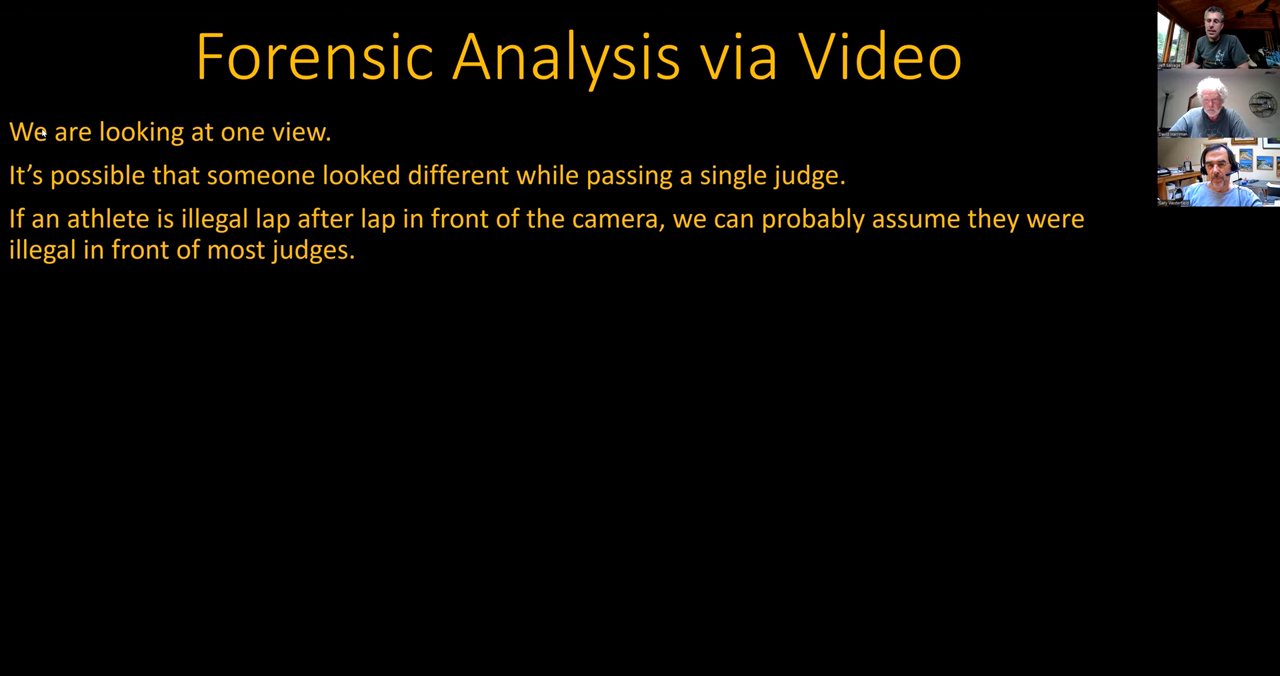 Forensic Analysis via Video
We are looking at one view.
It's possible that someone looked different while passing a single judge.
If an athlete is illegal lap after lap in front of the camera, we can probably assume they were
illegal in front of most judges.